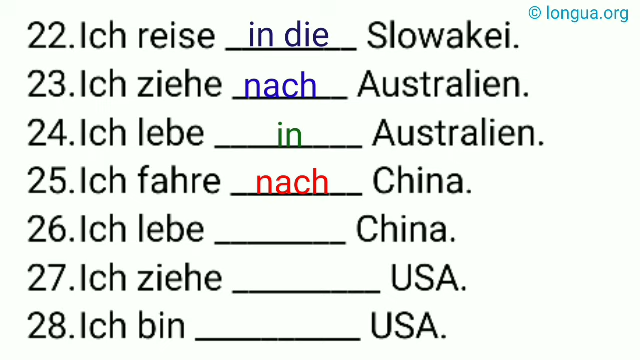 © longua.org
22.Ich reise in die Slowakei.
23.Ich ziehe nach Australien.
24.Ich lebe in Australien.
25.Ich fahre nach China.
26.Ich lebe ________ China.
27.Ich ziehe _________ USA.
28.Ich bin __________ USA.